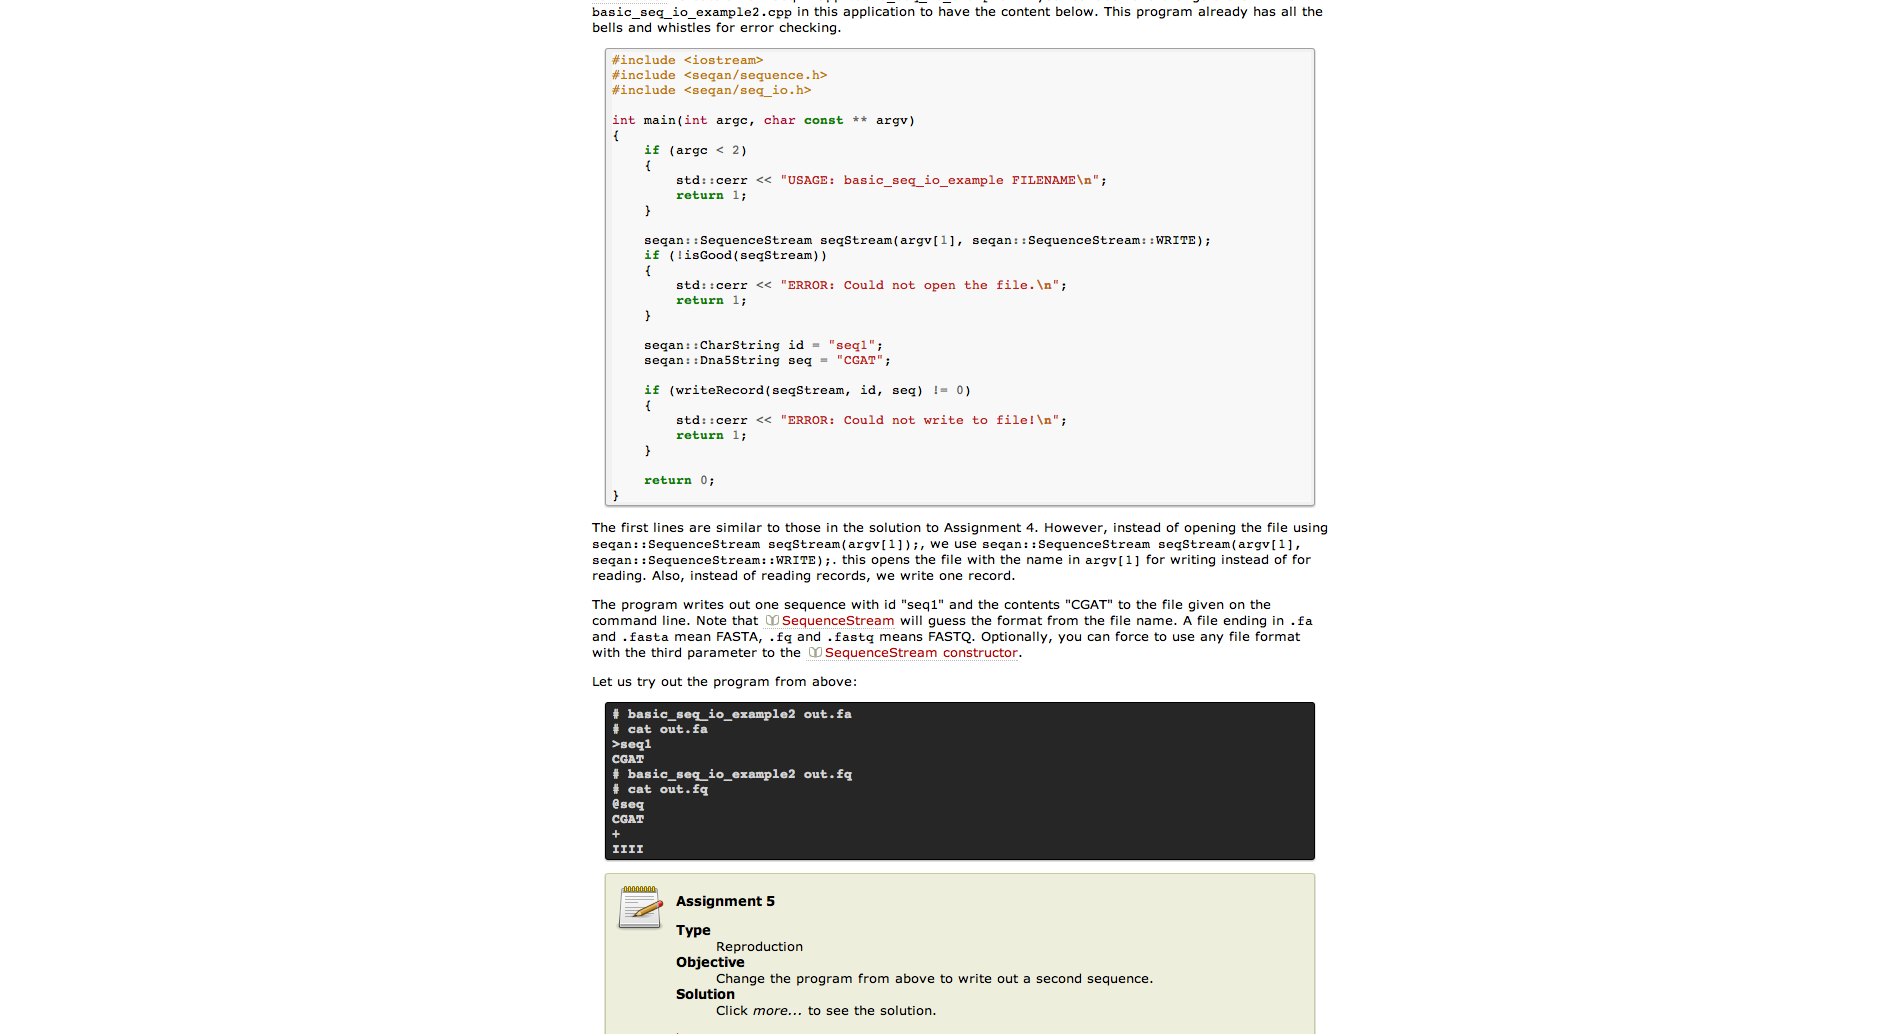 basic_seq_io_example2.cpp in this application to have the content below. This program already has all the
bells and whistles for error checking.
#include <iostream>
#include <seqan/sequence.h>
#include <seqan/seq_io.h>
int main(int argc, char const ** argv)
{
if (argc < 2)
{
std::cerr << "USAGE: basic_seq_io_example FILENAME\n";
return 1;
}
seqan::SequenceStream seqStream(argv[1], seqan::SequenceStream::WRITE);
if (!isGood(seqStream))
{
std::cerr << "ERROR: Could not open the file.\n";
return 1;
}
seqan::CharString id = "seq1";
seqan::Dna5String seq = "CGAT";
if (writeRecord(seqStream, id, seq) != 0)
{
std::cerr << "ERROR: Could not write to file!\n";
return 1;
}
return 0;
}
The first lines are similar to those in the solution to Assignment 4. However, instead of opening the file using
seqan::SequenceStream seqStream(argv[1]);, we use seqan::SequenceStream seqStream(argv[1],
seqan::SequenceStream::WRITE);. this opens the file with the name in argv[1] for writing instead of for
reading. Also, instead of reading records, we write one record.
The program writes out one sequence with id "seq1" and the contents "CGAT" to the file given on the
command line. Note that SequenceStream will guess the format from the file name. A file ending in .fa
and .fasta mean FASTA, .fq and .fastq means FASTQ. Optionally, you can force to use any file format
with the third parameter to the SequenceStream constructor.
Let us try out the program from above:
# basic_seq_io_example2 out.fa
# cat out.fa
>seq1
CGAT
# basic_seq_io_example2 out.fq
# cat out.fq
@seq
CGAT
+
IIII
Assignment 5
Type
Reproduction
Objective
Change the program from above to write out a second sequence.
Solution
Click more... to see the solution.